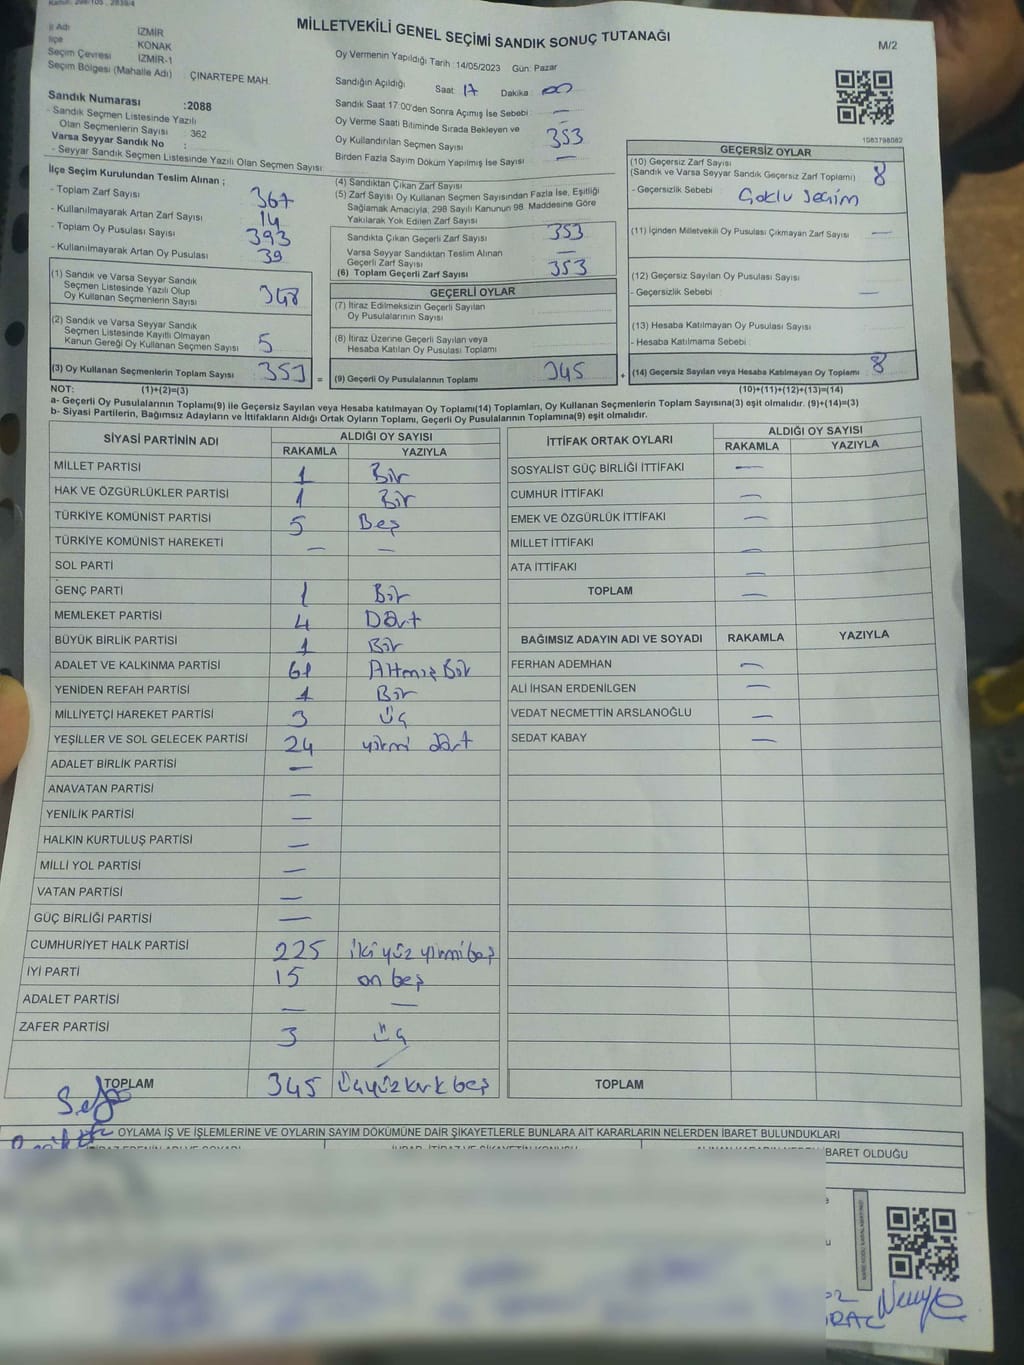 MİLLETVEKİLİ GENEL SEÇİMİ SANDIK SONUÇ TUTANAĞI
M/2
İl Adı İZMİR
İlçe KONAK
Seçim Çevresi İZMİR-1
Seçim Bölgesi (Mahalle Adı) : ÇINARTEPE MAH.
Sandık Numarası :2088
- Sandık Seçmen Listesinde Yazılı
Olan Seçmenlerin Sayısı : 362
Varsa Seyyar Sandık No :
- Seyyar Sandık Seçmen Listesinde Yazılı Olan Seçmen Sayısı:
İlçe Seçim Kurulundan Teslim Alınan ;
- Toplam Zarf Sayısı 367
- Kullanılmayarak Artan Zarf Sayısı 14
- Toplam Oy Pusulası Sayısı 393
- Kullanılmayarak Artan Oy Pusulası 39
(1) Sandık ve Varsa Seyyar Sandık
Seçmen Listesinde Yazılı Olup
Oy Kullanan Seçmenlerin Sayısı 348
(2) Sandık ve Varsa Seyyar Sandık
Seçmen Listesinde Kayıtlı Olmayan
Kanun Gereği Oy Kullanan Seçmen Sayısı 5
(3) Oy Kullanan Seçmenlerin Toplam Sayısı 353 =
Oy Vermenin Yapıldığı Tarih :14/05/2023 Gün: Pazar
Sandığın Açıldığı Saat: 17 Dakika: 00
Sandık Saat 17:00'den Sonra Açılmış İse Sebebi : —
Oy Verme Saati Bitiminde Sırada Bekleyen ve
Oy Kullandırılan Seçmen Sayısı 353
Birden Fazla Sayım Döküm Yapılmış İse Sayısı —
(4) Sandıktan Çıkan Zarf Sayısı
(5) Zarf Sayısı Oy Kullanan Seçmen Sayısından Fazla İse, Eşitliği
Sağlamak Amacıyla; 298 Sayılı Kanunun 98. Maddesine Göre
Yakılarak Yok Edilen Zarf Sayısı
Sandıkta Çıkan Geçerli Zarf Sayısı 353
Varsa Seyyar Sandıktan Teslim Alınan
Geçerli Zarf Sayısı —
(6) Toplam Geçerli Zarf Sayısı 353
GEÇERLİ OYLAR
(7) İtiraz Edilmeksizin Geçerli Sayılan
Oy Pusulalarının Sayısı
(8) İtiraz Üzerine Geçerli Sayılan veya
Hesaba Katılan Oy Pusulası Toplamı
(9) Geçerli Oy Pusulalarının Toplamı 345 +
1083798082
GEÇERSİZ OYLAR
(10) Geçersiz Zarf Sayısı
(Sandık ve Varsa Seyyar Sandık Geçersiz Zarf Toplamı) 8
- Geçersizlik Sebebi : Çoklu Seçim
(11) İçinden Milletvekili Oy Pusulası Çıkmayan Zarf Sayısı —
(12) Geçersiz Sayılan Oy Pusulası Sayısı
- Geçersizlik Sebebi : —
(13) Hesaba Katılmayan Oy Pusulası Sayısı
- Hesaba Katılmama Sebebi :
(14) Geçersiz Sayılan veya Hesaba Katılmayan Oy Toplamı 8
NOT: (1)+(2)=(3) (10)+(11)+(12)+(13)=(14)
a- Geçerli Oy Pusulalarının Toplamı(9) ile Geçersiz Sayılan veya Hesaba katılmayan Oy Toplamı(14) Toplamları, Oy Kullanan Seçmenlerin Toplam Sayısına(3) eşit olmalıdır. (9)+(14)=(3)
b- Siyasi Partilerin, Bağımsız Adayların ve İttifakların Aldığı Ortak Oyların Toplamı, Geçerli Oy Pusulalarının Toplamına(9) eşit olmalıdır.
SİYASİ PARTİNİN ADI ALDIĞI OY SAYISI
RAKAMLA YAZIYLA
MİLLET PARTİSİ 1 Bir
HAK VE ÖZGÜRLÜKLER PARTİSİ 1 Bir
TÜRKİYE KOMÜNİST PARTİSİ 5 Beş
TÜRKİYE KOMÜNİST HAREKETİ — —
SOL PARTİ
GENÇ PARTİ 1 Bir
MEMLEKET PARTİSİ 4 Dört
BÜYÜK BİRLİK PARTİSİ 1 Bir
ADALET VE KALKINMA PARTİSİ 61 Altmış Bir
YENİDEN REFAH PARTİSİ 1 Bir
MİLLİYETÇİ HAREKET PARTİSİ 3 üç
YEŞİLLER VE SOL GELECEK PARTİSİ 24 yirmi dört
ADALET BİRLİK PARTİSİ —
ANAVATAN PARTİSİ —
YENİLİK PARTİSİ —
HALKIN KURTULUŞ PARTİSİ —
MİLLİ YOL PARTİSİ —
VATAN PARTİSİ —
GÜÇ BİRLİĞİ PARTİSİ —
CUMHURİYET HALK PARTİSİ 225 iki yüz yirmi beş
İYİ PARTİ 15 on beş
ADALET PARTİSİ — —
ZAFER PARTİSİ 3 üç
TOPLAM 345 üçyüz kırk beş
İTTİFAK ORTAK OYLARI ALDIĞI OY SAYISI
RAKAMLA YAZIYLA
SOSYALİST GÜÇ BİRLİĞİ İTTİFAKI —
CUMHUR İTTİFAKI —
EMEK VE ÖZGÜRLÜK İTTİFAKI —
MİLLET İTTİFAKI —
ATA İTTİFAKI —
TOPLAM —
BAĞIMSIZ ADAYIN ADI VE SOYADI RAKAMLA YAZIYLA
FERHAN ADEMHAN —
ALİ İHSAN ERDENİLGEN —
VEDAT NECMETTİN ARSLANOĞLU —
SEDAT KABAY —
TOPLAM
OYLAMA İŞ VE İŞLEMLERİNE VE OYLARIN SAYIM DÖKÜMÜNE DAİR ŞİKAYETLERLE BUNLARA AİT KARARLARIN NELERDEN İBARET BULUNDUKLARI
İBARET OLDUĞU